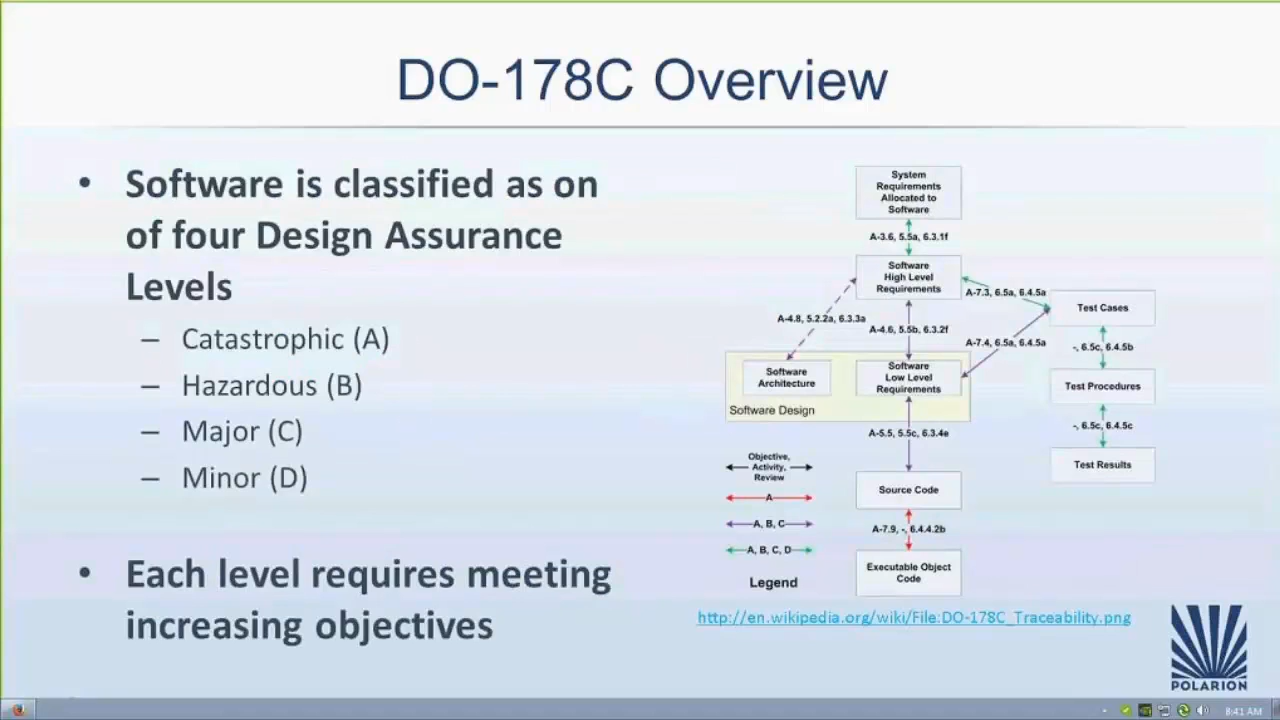 DO-178C Overview
• Software is classified as on
of four Design Assurance
Levels
– Catastrophic (A)
– Hazardous (B)
– Major (C)
– Minor (D)
• Each level requires meeting
increasing objectives
System
Requirements
Allocated to
Software
A-3.6, 5.5a, 6.3.1f
Software
High Level
Requirements
A-7.3, 6.5a, 6.4.5a
Test Cases
A-4.8, 5.2.2a, 6.3.3a
A-4.6, 5.5b, 6.3.2f
A-7.4, 6.5a, 6.4.5a
-, 6.5c, 6.4.5b
Software
Architecture
Software
Low Level
Requirements
Test Procedures
Software Design
-, 6.5c, 6.4.5c
A-5.5, 5.5c, 6.3.4e
Test Results
Objective,
Activity,
Review
A
A, B, C
A, B, C, D
Legend
Source Code
A-7.9, -, 6.4.4.2b
Executable Object
Code
http://en.wikipedia.org/wiki/File:DO-178C_Traceability.png
POLARION
8:41 AM